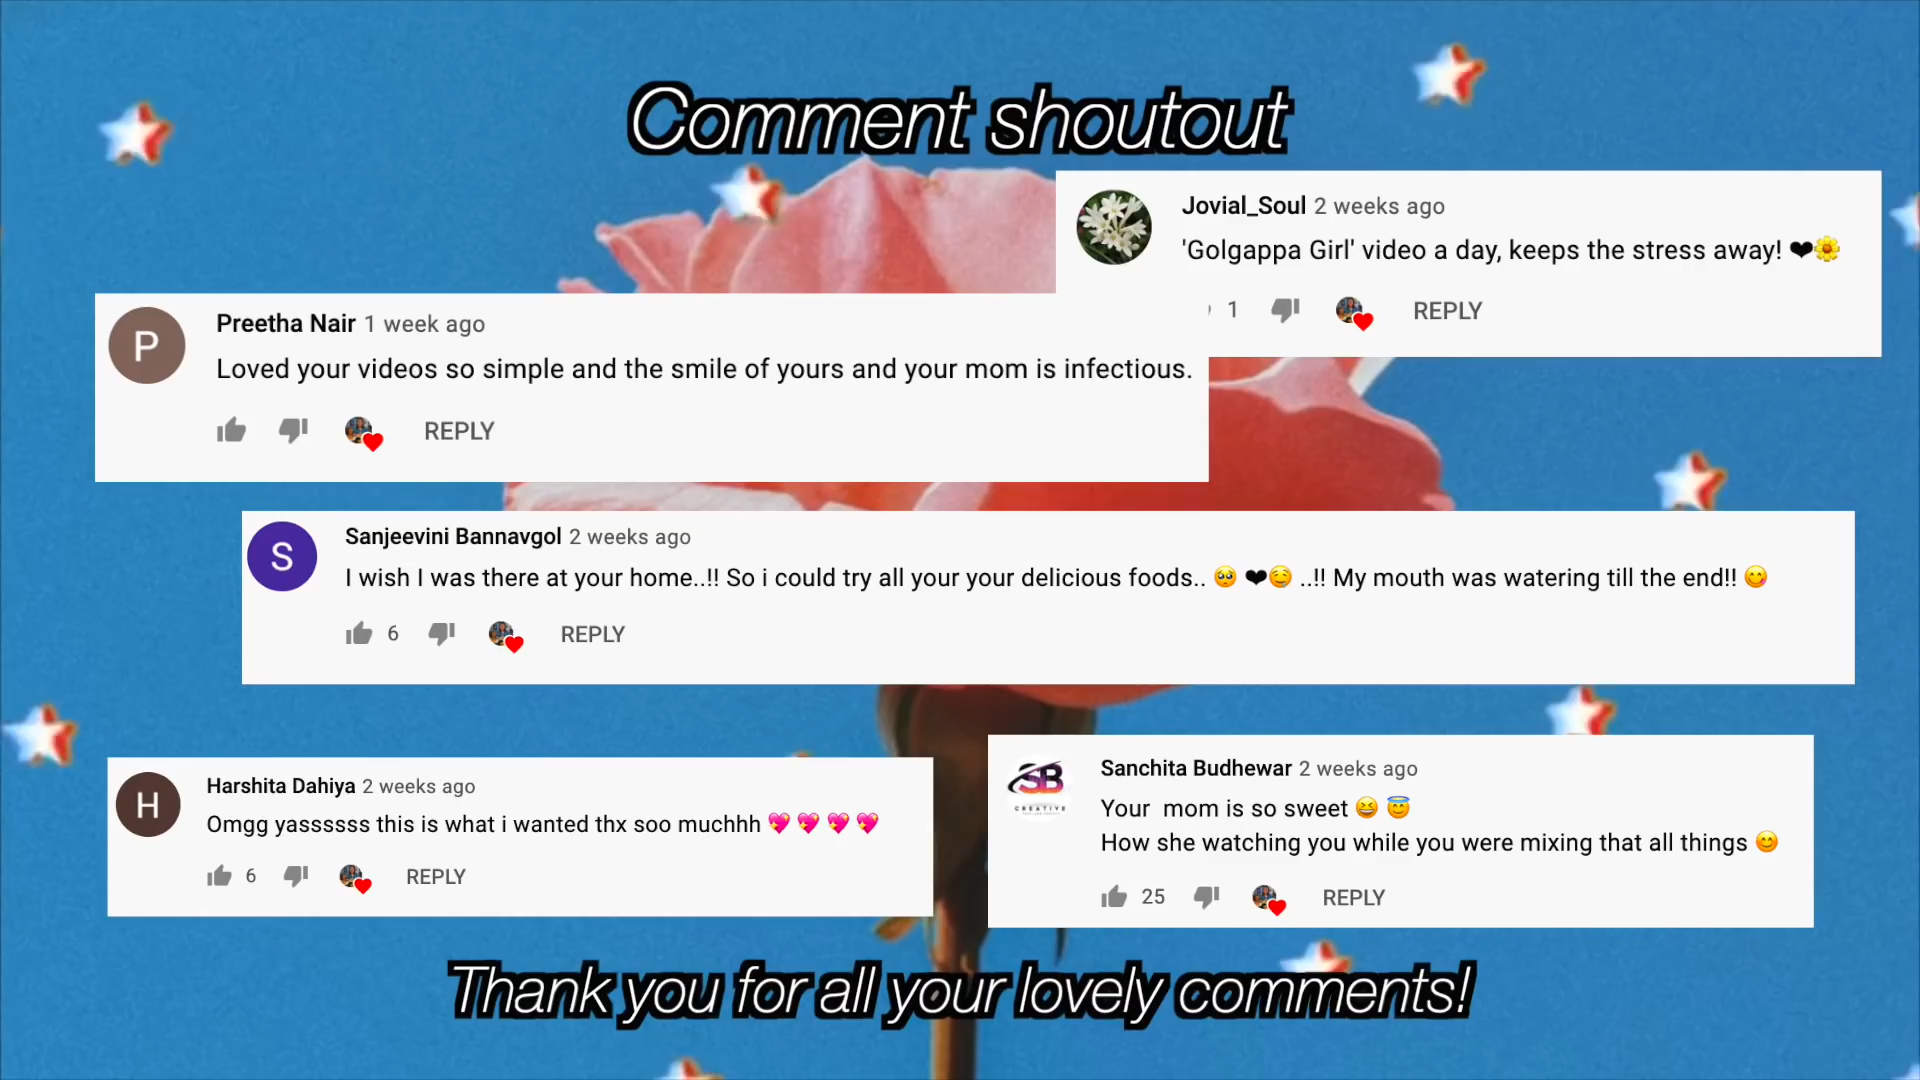 Comment shoutout
Jovial_Soul 2 weeks ago
'Golgappa Girl' video a day, keeps the stress away! ❤🌼
1 REPLY
P
Preetha Nair 1 week ago
Loved your videos so simple and the smile of yours and your mom is infectious.
REPLY
S
Sanjeevini Bannavgol 2 weeks ago
I wish I was there at your home..!! So i could try all your your delicious foods.. 🥺 ❤😋 ..!! My mouth was watering till the end!! 😋
6 REPLY
H
Harshita Dahiya 2 weeks ago
Omgg yassssss this is what i wanted thx soo muchhh 💖 💖 💖 💖
6 REPLY
SB
CREATIVE
Sanchita Budhewar 2 weeks ago
Your  mom is so sweet 😆 😇
How she watching you while you were mixing that all things 😊
25 REPLY
Thank you for all your lovely comments!